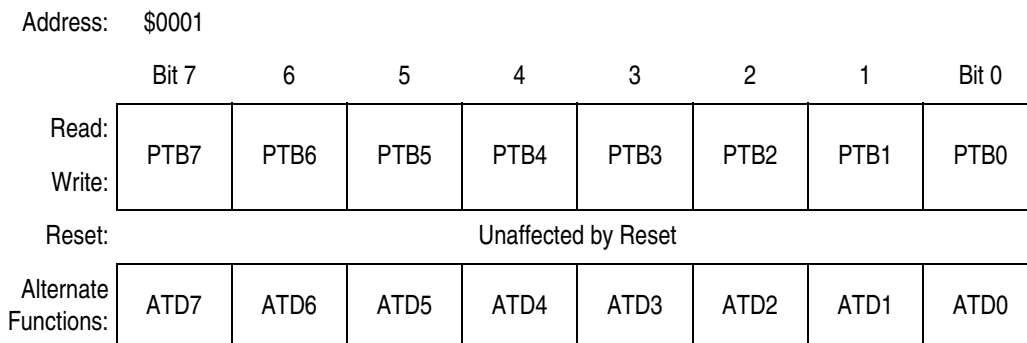 Address: $0001
Bit 7 6 5 4 3 2 1 Bit 0
Read:
PTB7 PTB6 PTB5 PTB4 PTB3 PTB2 PTB1 PTB0
Write:
Reset: Unaffected by Reset
Alternate
Functions:
ATD7 ATD6 ATD5 ATD4 ATD3 ATD2 ATD1 ATD0